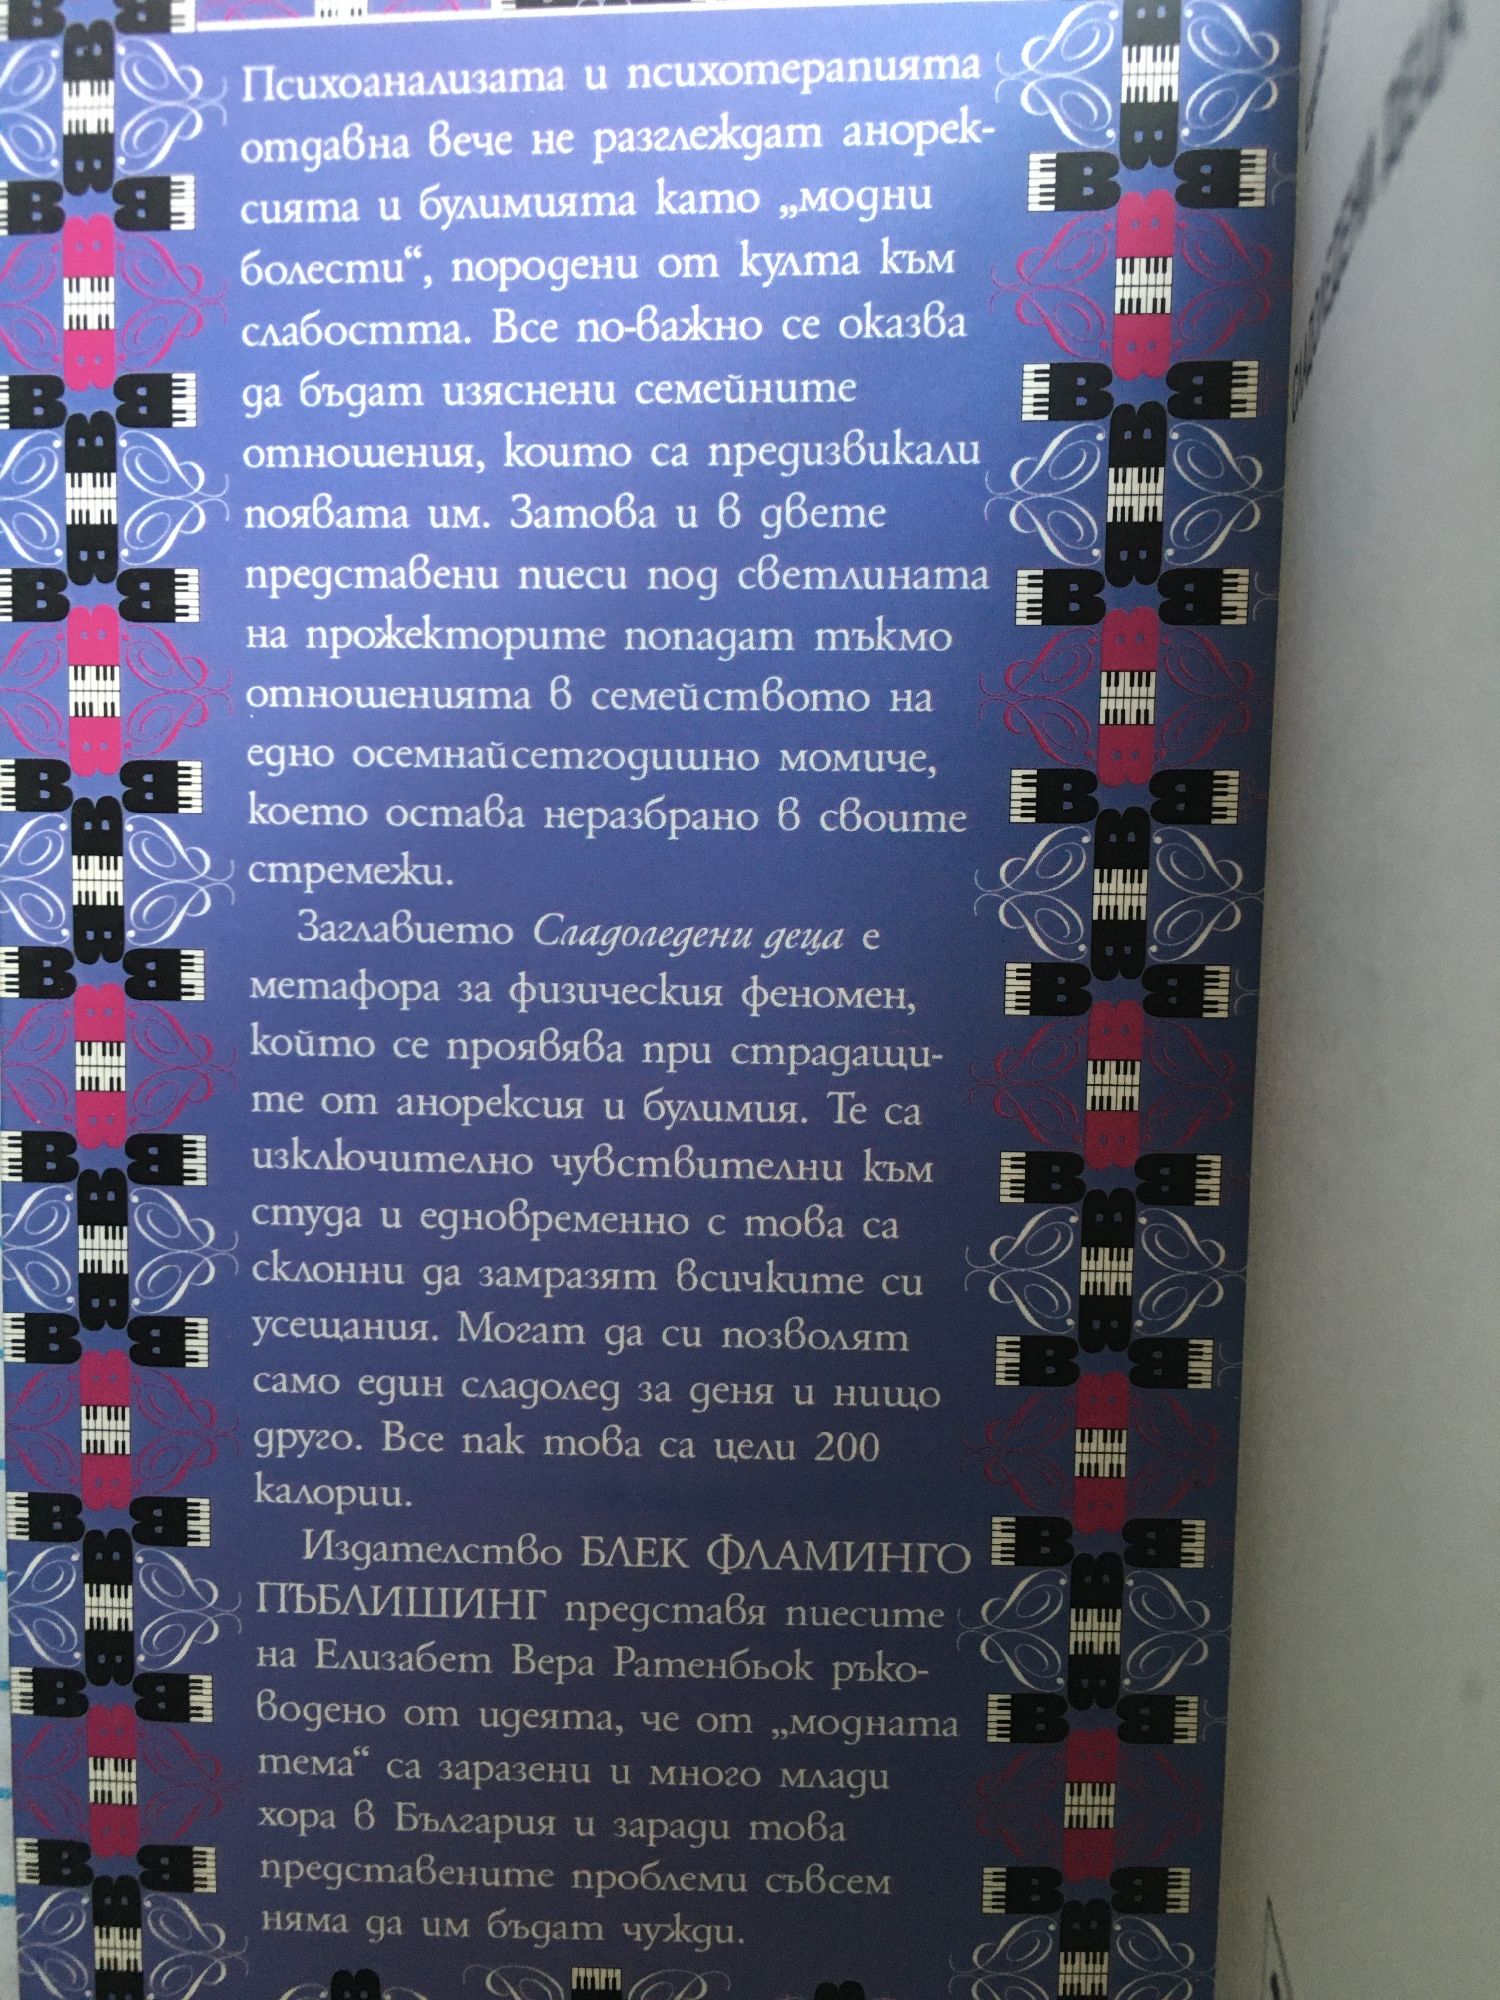 Психоанализата и психотерапията
отдавна вече не разглеждат анорек-
сията и булимията като „модни
болести“, породени от култа към
слабостта. Все по-важно се оказва
да бъдат изяснени семейните
отношения, които са предизвикали
появата им. Затова и в двете
представени пиеси под светлината
на прожекторите попадат тъкмо
отношенията в семейството на
едно осемнайсетгодишно момиче,
което остава неразбрано в своите
стремежи.
Заглавието Сладоледени деца е
метафора за физическия феномен,
който се проявява при страдащи-
те от анорексия и булимия. Те са
изключително чувствителни към
студа и едновременно с това са
склонни да замразят всичките си
усещания. Могат да си позволят
само един сладолед за деня и нищо
друго. Все пак това са цели 200
калории.
Издателство БЛЕК ФЛАМИНГО
ПЪБЛИШИНГ представя пиесите
на Елизабет Вера Ратенбьок ръко-
водено от идеята, че от „модната
тема“ са заразени и много млади
хора в България и заради това
представените проблеми съвсем
няма да им бъдат чужди.